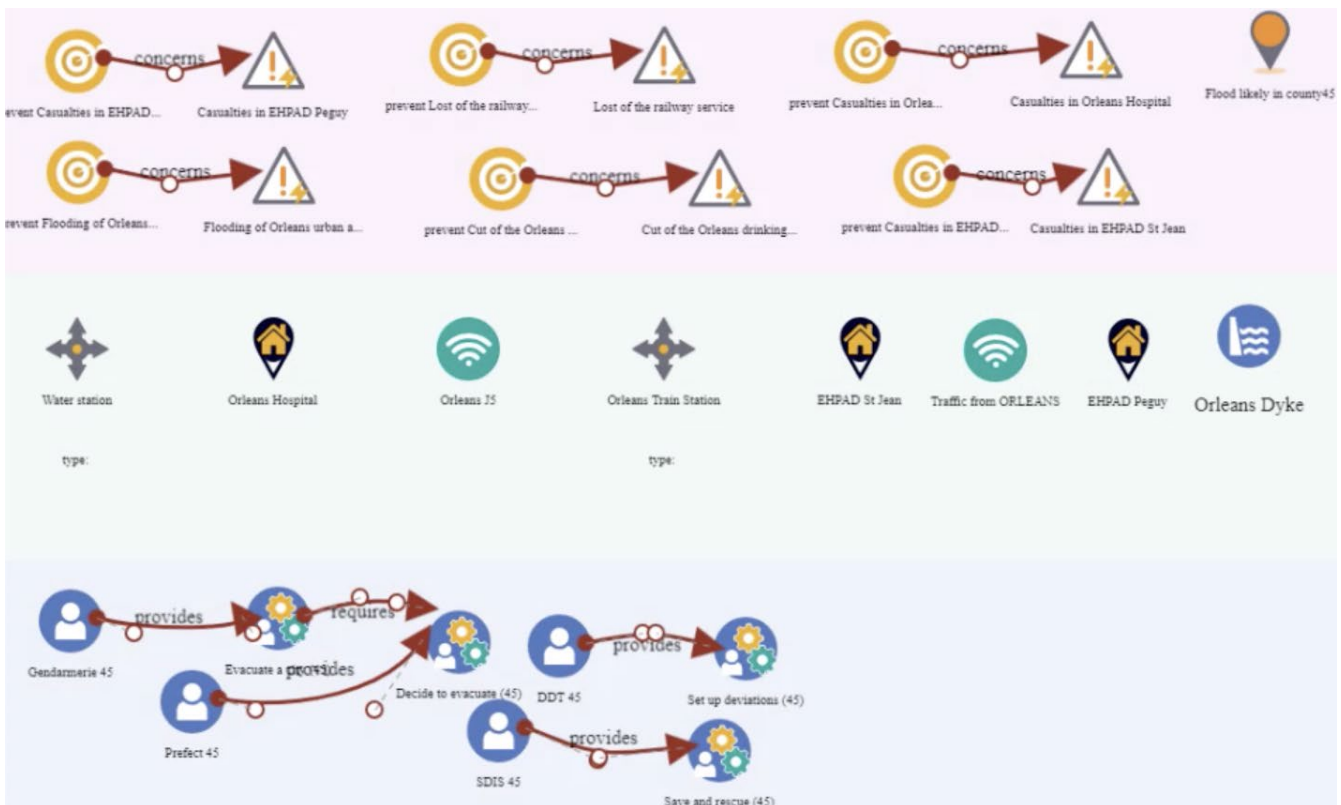 concerns
concerns
concerns
event Casualties in EHPAD...
Casualties in EHPAD Peguy
prevent Lost of the railway...
Lost of the railway service
prevent Casualties in Orlea...
Casualties in Orleans Hospital
Flood likely in county45
concerns
concerns
concerns
revent Flooding of Orleans...
Flooding of Orleans urban a...
prevent Cut of the Orleans ...
Cut of the Orleans drinking...
prevent Casualties in EHPAD...
Casualties in EHPAD St Jean
Water station
Orleans Hospital
Orleans J5
Orleans Train Station
EHPAD St Jean
Traffic from ORLEANS
EHPAD Peguy
Orleans Dyke
type:
type:
provides
requires
provides
Gendarmerie 45
Evacuate a
provides
Decide to evacuate (45)
DDT 45
Set up deviations (45)
Prefect 45
provides
SDIS 45
Save and rescue (45)